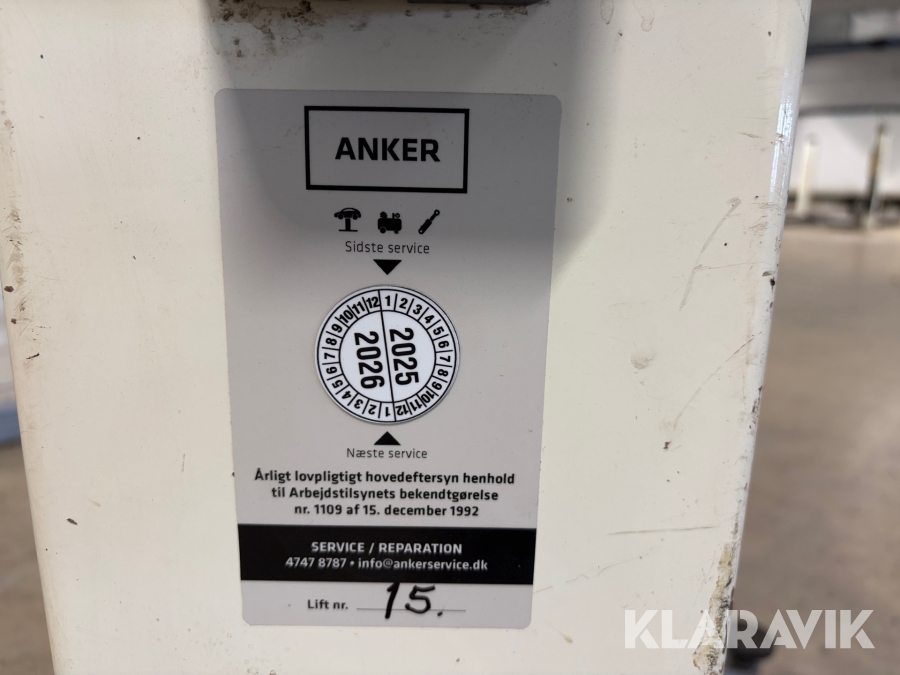 ANKER
Sidste service
1 2 3 4 5 6 7 8 9 10 11 12
2025
2026
1 2 3 4 5 6 7 8 9 10 11 12
Næste service
Årligt lovpligtigt hovedeftersyn henhold
til Arbejdstilsynets bekendtgørelse
nr. 1109 af 15. december 1992
SERVICE / REPARATION
4747 8787 • info@ankerservice.dk
Lift nr. 15.
KLARAVIK